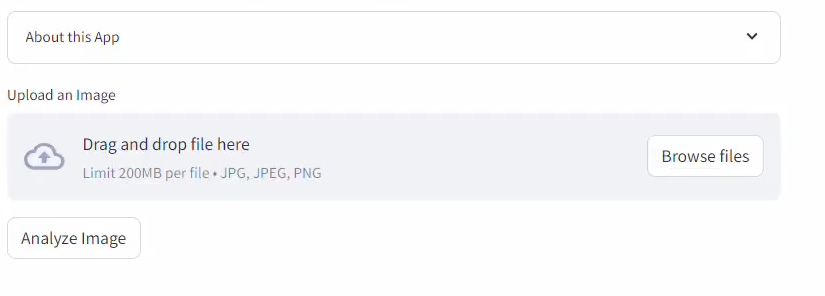 About this App
Upload an Image
Drag and drop file here
Limit 200MB per file • JPG, JPEG, PNG
Browse files
Analyze Image